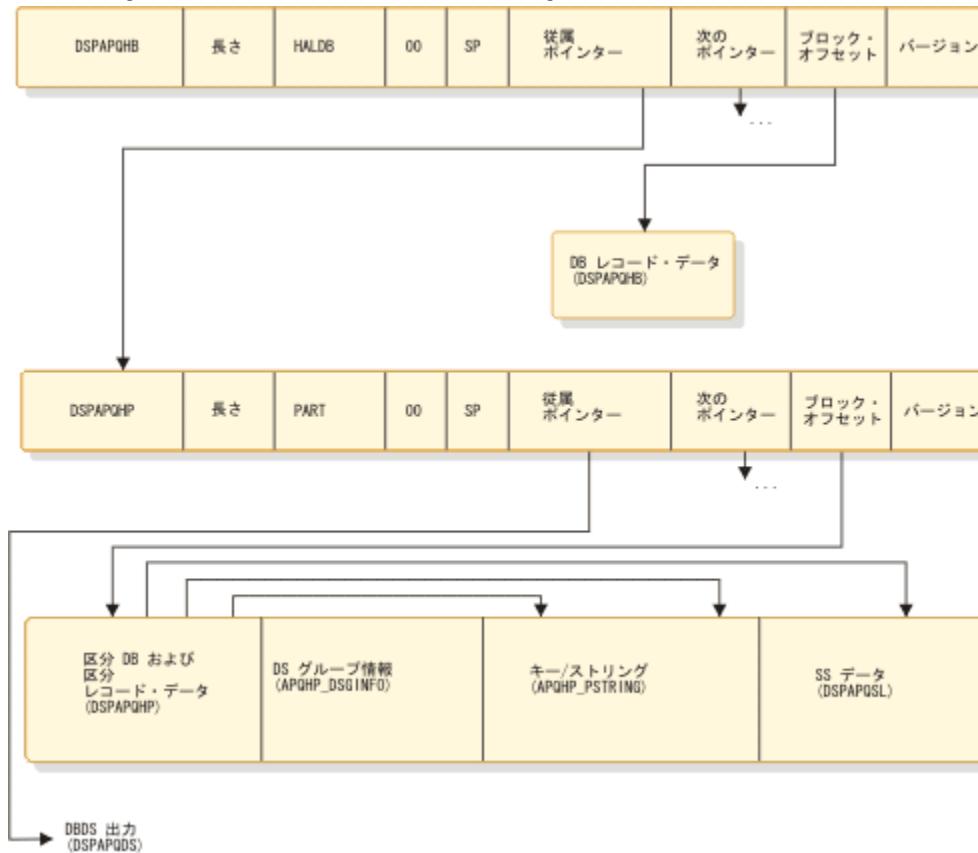 DSPAPQHB
長さ
HALDB
00
SP
従属
ポインター
次の
ポインター
ブロック・
オフセット
バージョン
...
DB レコード・データ
(DSPAPQHB)
DSPAPQHP
長さ
PART
00
SP
従属
ポインター
次の
ポインター
ブロック・
オフセット
バージョン
...
区分 DB および
区分
レコード・データ
(DSPAPQHP)
DS グループ情報
(APQHP_DSGINFO)
キー/ストリング
(APQHP_PSTRING)
SS データ
(DSPAPQSL)
DBDS 出力
(DSPAPQDS)